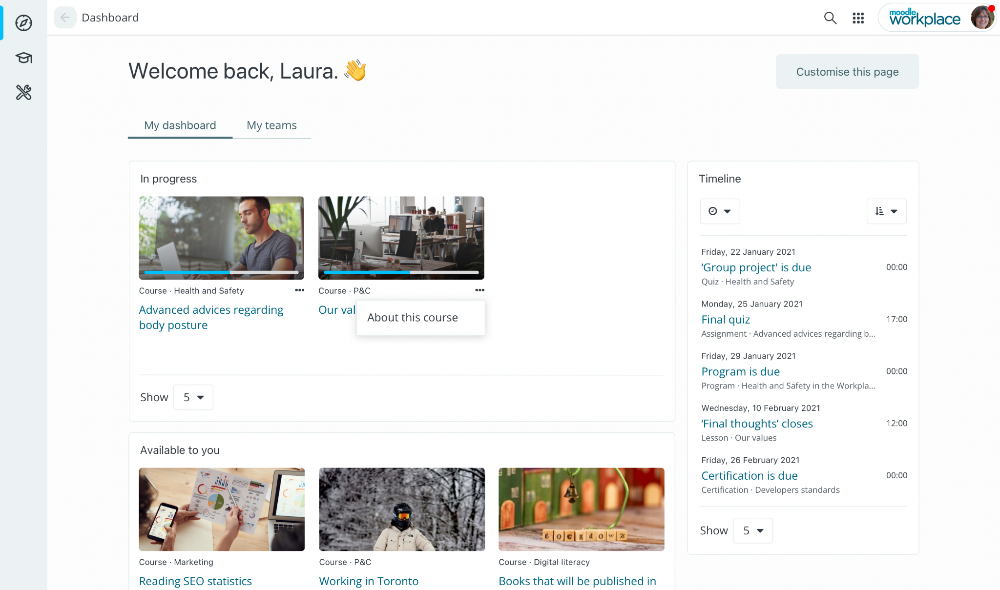 Dashboard
moodle
workplace
Welcome back, Laura. 👋
Customise this page
My dashboard
My teams
In progress
Course · Health and Safety
Advanced advices regarding
body posture
Course · P&C
Our val
About this course
Show 5
Available to you
Course · Marketing
Reading SEO statistics
Course · P&C
Working in Toronto
Lockdown
Course · Digital literacy
Books that will be published in
Timeline
Friday, 22 January 2021
‘Group project' is due 00:00
Quiz · Health and Safety
Monday, 25 January 2021
Final quiz 17:00
Assignment · Advanced advices regarding b...
Friday, 29 January 2021
Program is due 00:00
Program · Health and Safety in the Workpla...
Wednesday, 10 February 2021
‘Final thoughts’ closes 12:00
Lesson · Our values
Friday, 26 February 2021
Certification is due 00:00
Certification · Developers standards
Show 5